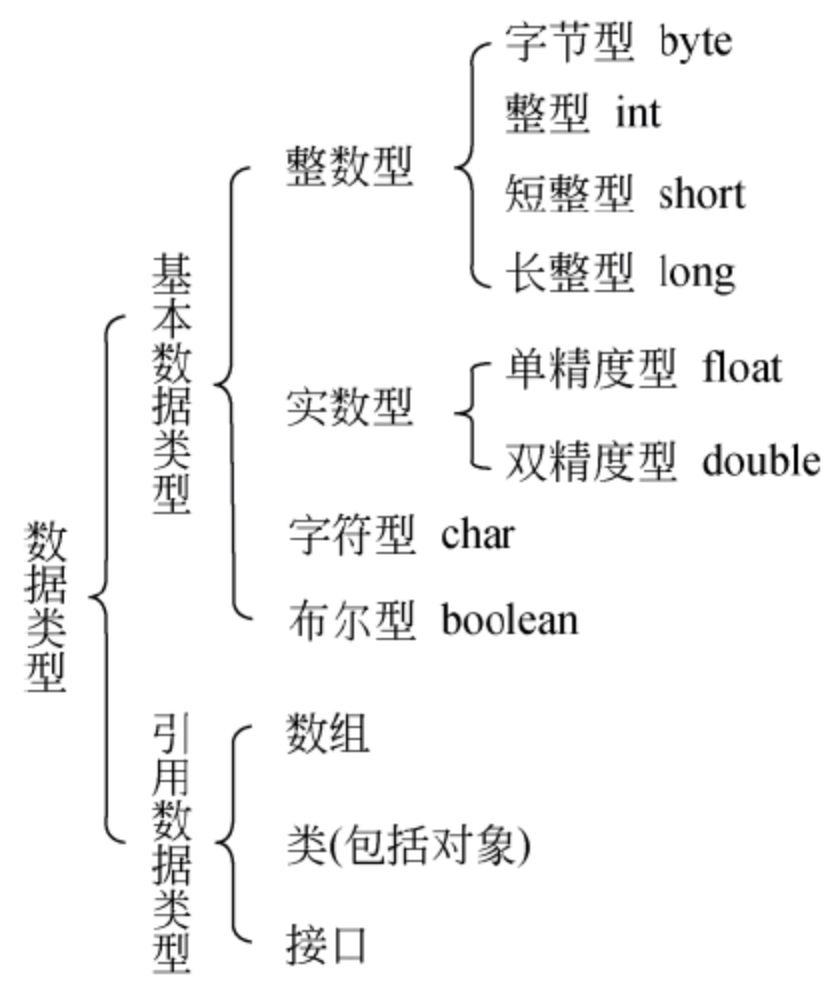 数据类型
基本数据类型
整数型
字节型 byte
整型 int
短整型 short
长整型 long
实数型
单精度型 float
双精度型 double
字符型 char
布尔型 boolean
引用数据类型
数组
类(包括对象)
接口